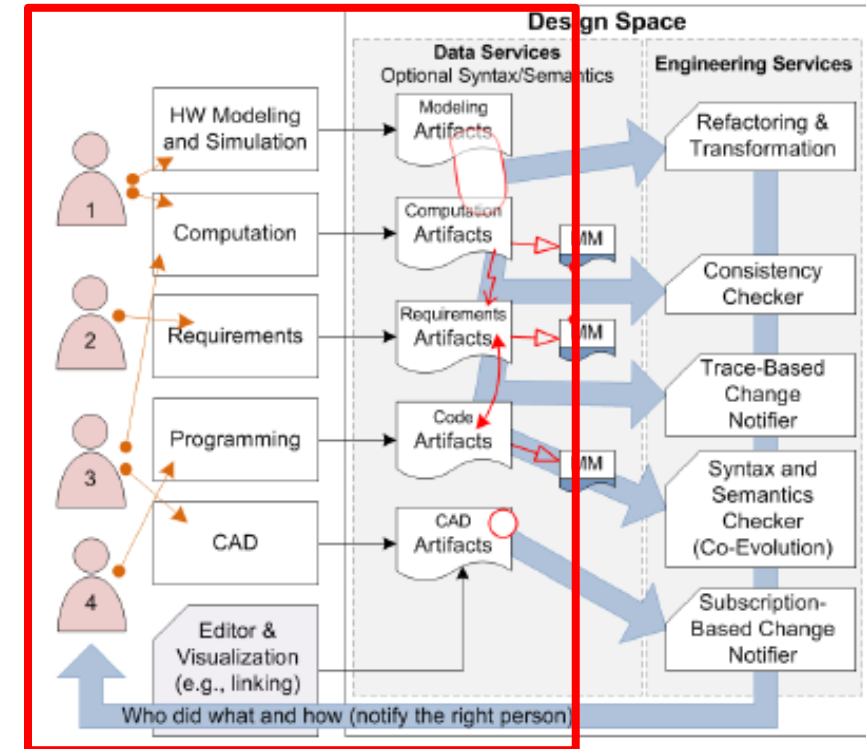 Design Space
Data Services
Optional Syntax/Semantics
Engineering Services
1
2
3
4
HW Modeling
and Simulation
Computation
Requirements
Programming
CAD
Editor &
Visualization
(e.g., linking)
Modeling
Artifacts
Computation
Artifacts
MM
Requirements
Artifacts
MM
Code
Artifacts
MM
CAD
Artifacts
Refactoring &
Transformation
Consistency
Checker
Trace-Based
Change
Notifier
Syntax and
Semantics
Checker
(Co-Evolution)
Subscription-
Based Change
Notifier
Who did what and how (notify the right person)